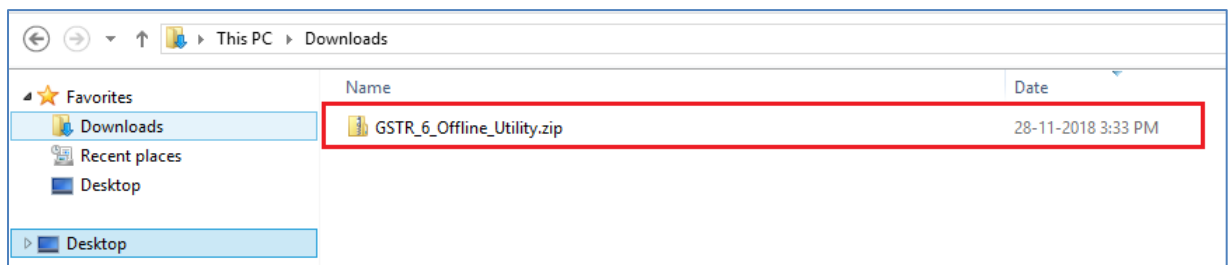 This PC Downloads
Favorites
Downloads
Recent places
Desktop
Desktop
Name Date
GSTR_6_Offline_Utility.zip 28-11-2018 3:33 PM